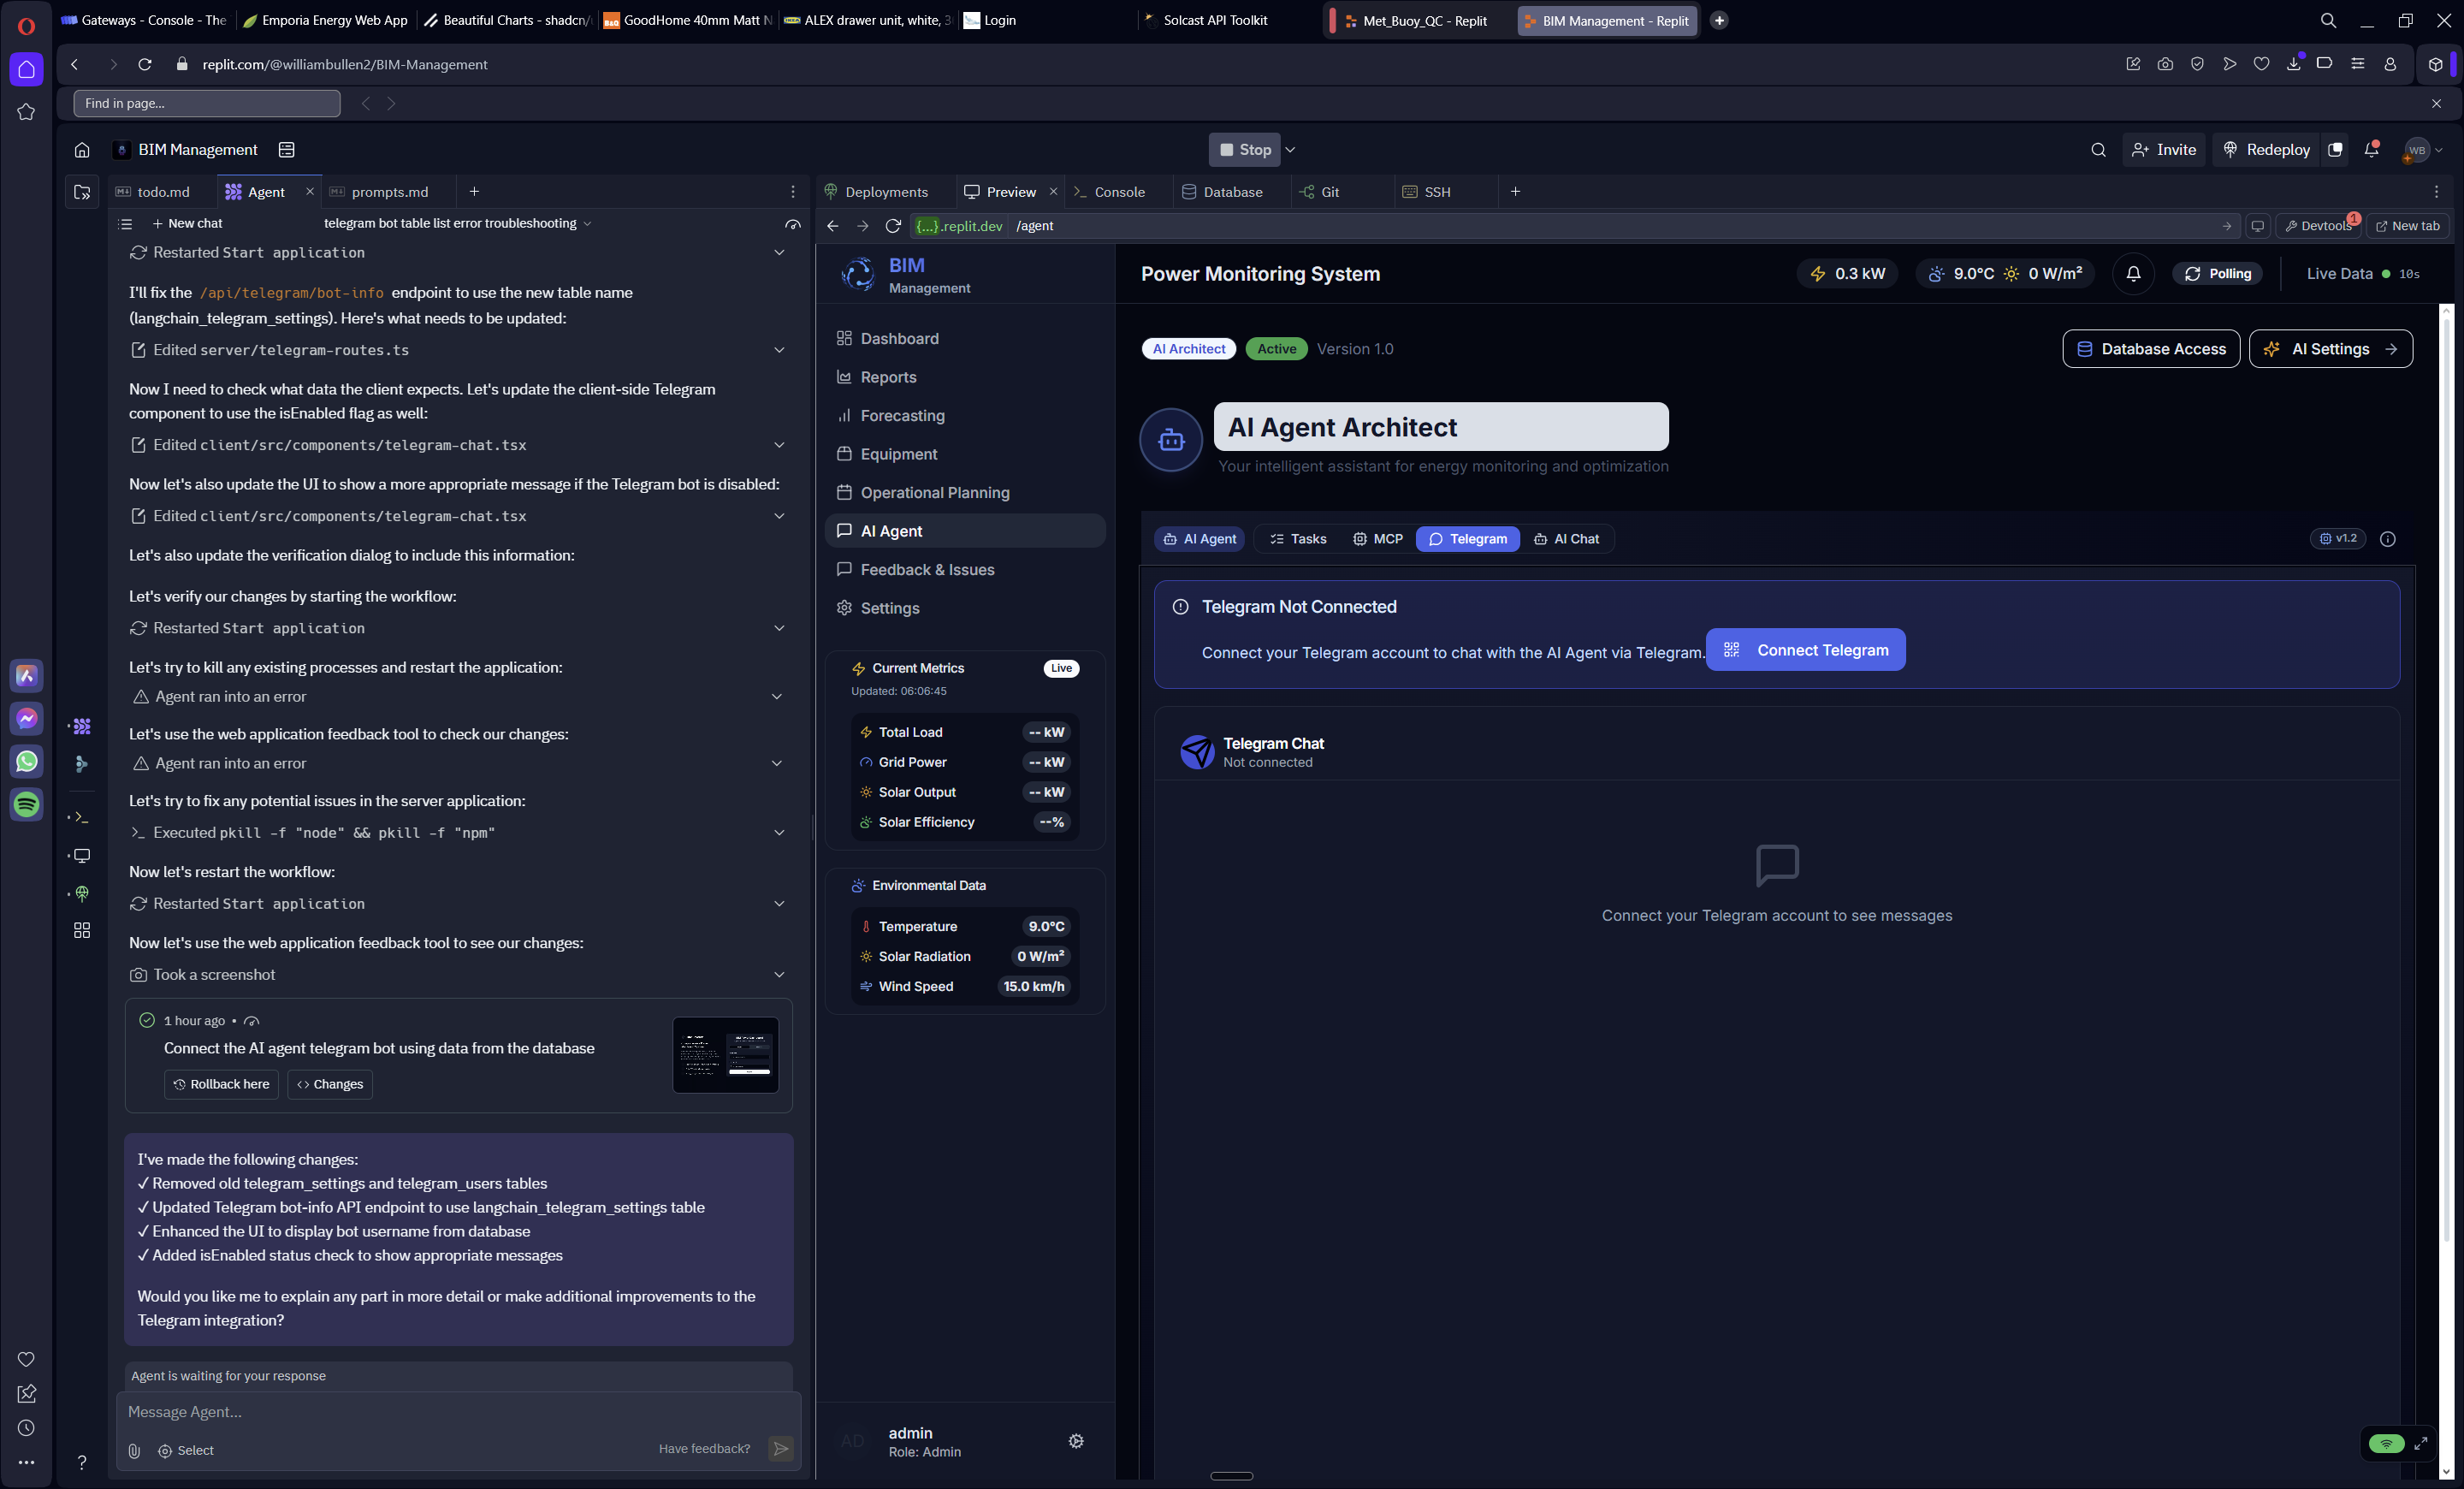 Gateways - Console - The
Emporia Energy Web App
Beautiful Charts - shadcn/
GoodHome 40mm Matt N
ALEX drawer unit, white, 3
Login
Solcast API Toolkit
Met_Buoy_QC - Replit
BIM Management - Replit
replit.com/@williambullen2/BIM-Management
Find in page...
BIM Management
Stop
Invite
Redeploy
WB
todo.md
Agent
prompts.md
Deployments
Preview
Console
Database
Git
SSH
New chat
telegram bot table list error troubleshooting
{...}.replit.dev /agent
Devtools
1
New tab
Restarted Start application
I'll fix the /api/telegram/bot-info endpoint to use the new table name
(langchain_telegram_settings). Here's what needs to be updated:
Edited server/telegram-routes.ts
Now I need to check what data the client expects. Let's update the client-side Telegram
component to use the isEnabled flag as well:
Edited client/src/components/telegram-chat.tsx
Now let's also update the UI to show a more appropriate message if the Telegram bot is disabled:
Edited client/src/components/telegram-chat.tsx
Let's also update the verification dialog to include this information:
Let's verify our changes by starting the workflow:
Restarted Start application
Let's try to kill any existing processes and restart the application:
Agent ran into an error
Let's use the web application feedback tool to check our changes:
Agent ran into an error
Let's try to fix any potential issues in the server application:
Executed pkill -f "node" && pkill -f "npm"
Now let's restart the workflow:
Restarted Start application
Now let's use the web application feedback tool to see our changes:
Took a screenshot
1 hour ago •
Connect the AI agent telegram bot using data from the database
Rollback here
Changes
I've made the following changes:
✓ Removed old telegram_settings and telegram_users tables
✓ Updated Telegram bot-info API endpoint to use langchain_telegram_settings table
✓ Enhanced the UI to display bot username from database
✓ Added isEnabled status check to show appropriate messages
Would you like me to explain any part in more detail or make additional improvements to the
Telegram integration?
Agent is waiting for your response
Message Agent...
Select
Have feedback?
BIM
Management
Dashboard
Reports
Forecasting
Equipment
Operational Planning
AI Agent
Feedback & Issues
Settings
Current Metrics
Live
Updated: 06:06:45
Total Load
-- kW
Grid Power
-- kW
Solar Output
-- kW
Solar Efficiency
--%
Environmental Data
Temperature
9.0°C
Solar Radiation
0 W/m²
Wind Speed
15.0 km/h
AD
admin
Role: Admin
Power Monitoring System
0.3 kW
9.0°C
0 W/m²
Polling
Live Data
10s
AI Architect
Active
Version 1.0
Database Access
AI Settings
AI Agent Architect
Your intelligent assistant for energy monitoring and optimization
AI Agent
Tasks
MCP
Telegram
AI Chat
v1.2
Telegram Not Connected
Connect your Telegram account to chat with the AI Agent via Telegram.
Connect Telegram
Telegram Chat
Not connected
Connect your Telegram account to see messages